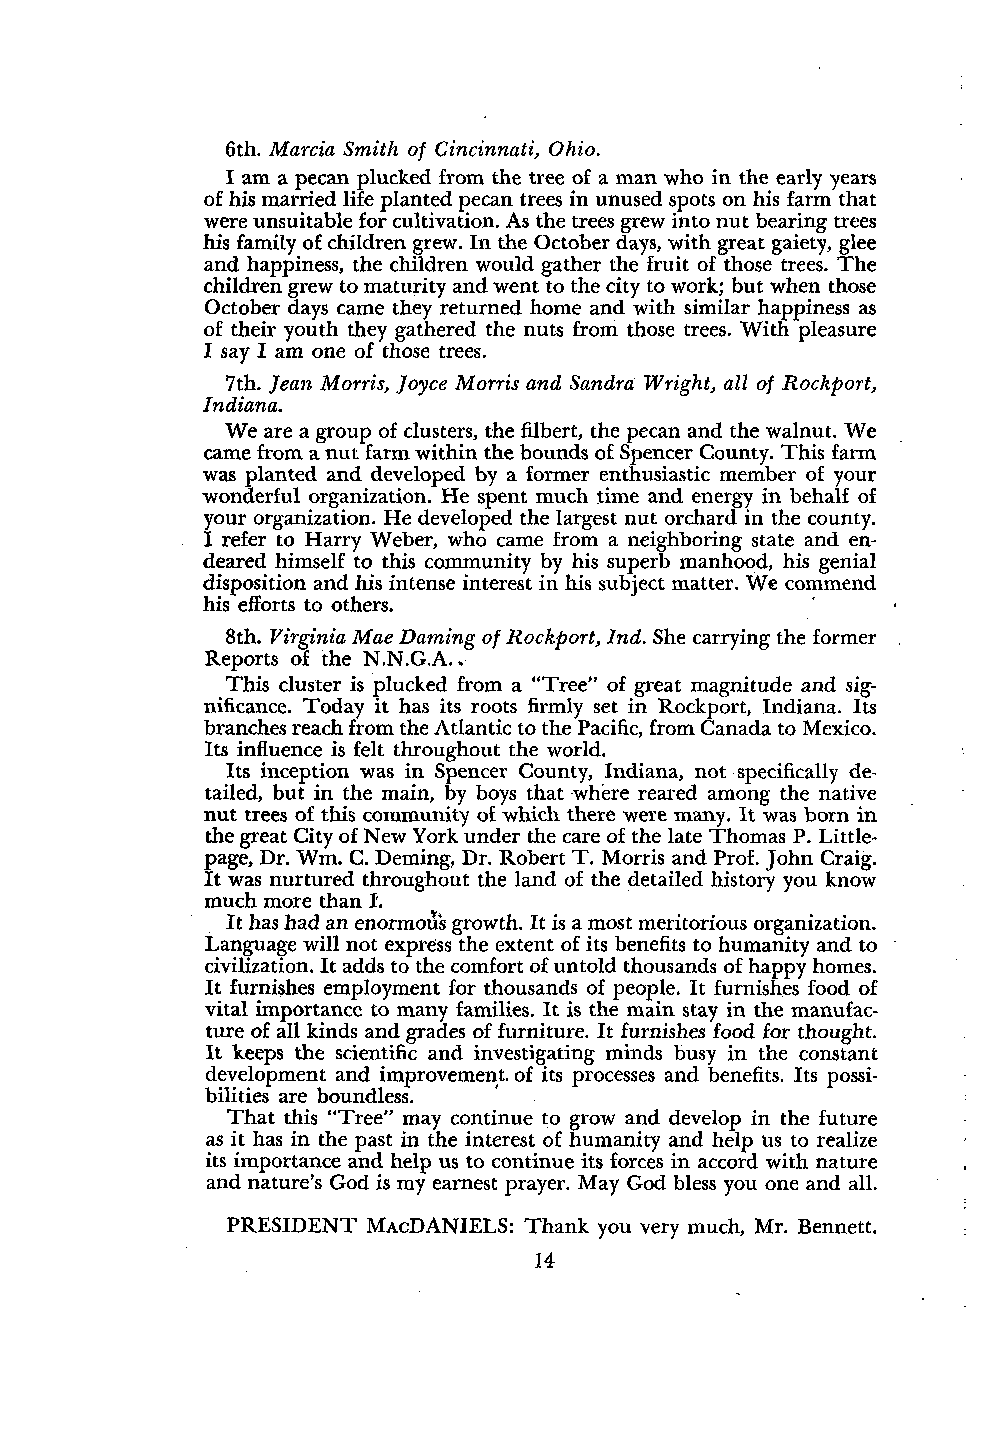 6th. Marcia Smith of Cincinnati, Ohio.
I am a pecan plucked from the tree of a man who in the early years
of his married life planted pecan trees in unused spots on his farm that
were unsuitable for cultivation. As the trees grew into nut bearing trees
his family of children grew. In the October days, with great gaiety, glee
and happiness, the children would gather the fruit of those trees. The
children grew to maturity and went to the city to work; but when those
October days came they returned home and with similar happiness as
of their youth they gathered the nuts from those trees. With pleasure
I say I am one of those trees.
7th. Jean Morris, Joyce Morris and Sandra Wright, all of Rockport,
Indiana.
We are a group of clusters, the filbert, the pecan and the walnut. We
came from a nut farm within the bounds of Spencer County. This farm
was planted and developed by a former enthusiastic member of your
wonderful organization. He spent much time and energy in behalf of
your organization. He developed the largest nut orchard in the county.
I refer to Harry Weber, who came from a neighboring state and en-
deared himself to this community by his superb manhood, his genial
disposition and his intense interest in his subject matter. We commend
his efforts to others.
8th. Virginia Mae Daming of Rockport, Ind. She carrying the former
Reports of the N.N.G.A..
This cluster is plucked from a "Tree" of great magnitude and sig-
nificance. Today it has its roots firmly set in Rockport, Indiana. Its
branches reach from the Atlantic to the Pacific, from Canada to Mexico.
Its influence is felt throughout the world.
Its inception was in Spencer County, Indiana, not specifically de-
tailed, but in the main, by boys that where reared among the native
nut trees of this community of which there were many. It was born in
the great City of New York under the care of the late Thomas P. Little-
page, Dr. Wm. C. Deming, Dr. Robert T. Morris and Prof. John Craig.
It was nurtured throughout the land of the detailed history you know
much more than I.
It has had an enormous growth. It is a most meritorious organization.
Language will not express the extent of its benefits to humanity and to
civilization. It adds to the comfort of untold thousands of happy homes.
It furnishes employment for thousands of people. It furnishes food of
vital importance to many families. It is the main stay in the manufac-
ture of all kinds and grades of furniture. It furnishes food for thought.
It keeps the scientific and investigating minds busy in the constant
development and improvement of its processes and benefits. Its possi-
bilities are boundless.
That this "Tree" may continue to grow and develop in the future
as it has in the past in the interest of humanity and help us to realize
its importance and help us to continue its forces in accord with nature
and nature's God is my earnest prayer. May God bless you one and all.
PRESIDENT MacDANIELS: Thank you very much, Mr. Bennett.
14